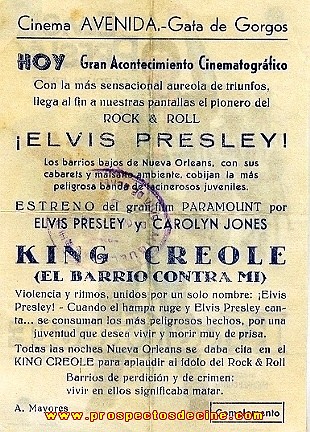 Cinema AVENIDA.-Gata de Gorgos
HOY Gran Acontecimiento Cinematográfico
Con la más sensacional aureola de triunfos,
llega al fin a nuestras pantallas el pionero del
ROCK & ROLL
¡ELVIS PRESLEY!
Los barrios bajos de Nueva Orleans, con sus
cabarets y malsano ambiente, cobijan la más
peligrosa banda de facinerosos juveniles.
ESTRENO del gran film PARAMOUNT por
ELVIS PRESLEY y CAROLYN JONES
KING CREOLE
(EL BARRIO CONTRA MI)
Violencia y ritmos, unidos por un solo nombre: ¡Elvis
Presley! - Cuando el hampa ruge y Elvis Presley can-
ta... se consuman los más peligrosos hechos, por una
juventud que desea vivir y morir muy de prisa.
Todas las noches Nueva Orleans se daba cita en el
KING CREOLE para aplaudir al ídolo del Rock & Roll
Barrios de perdición y de crimen:
vivir en ellos significaba matar.
A. Mayores
www.prospectosdecine.com